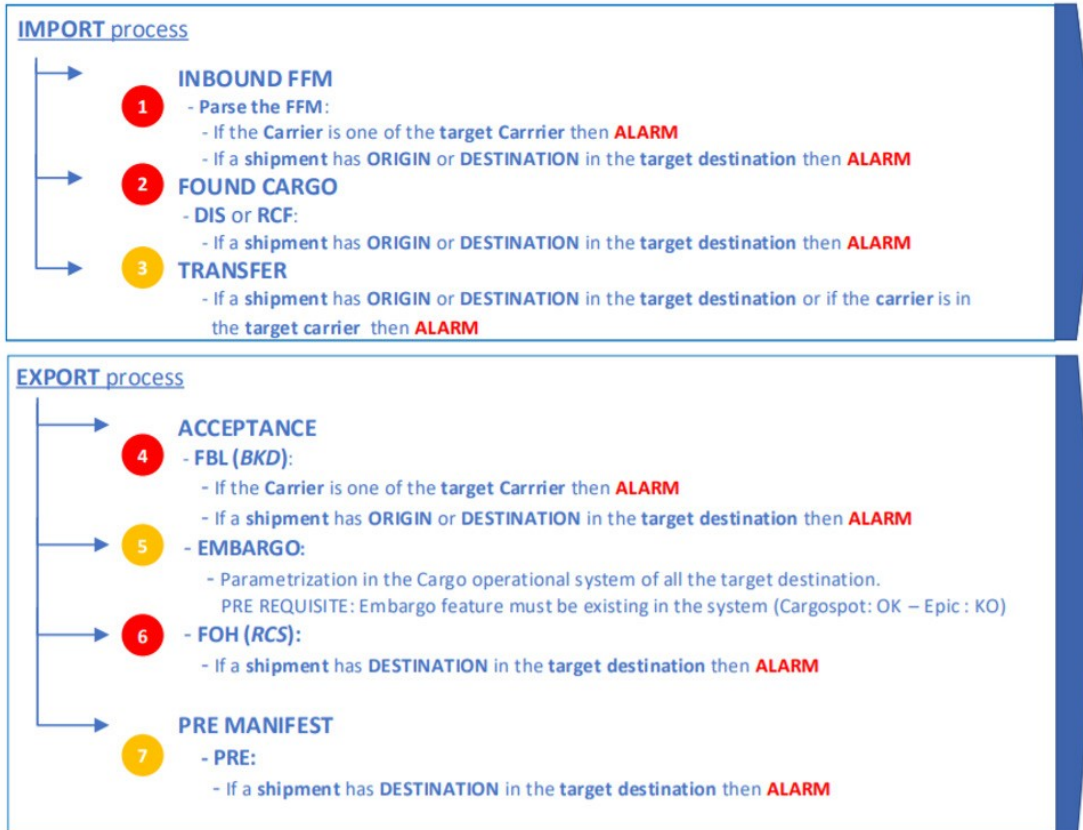 IMPORT process
INBOUND FFM
1
- Parse the FFM:
- If the Carrier is one of the target Carrrier then ALARM
- If a shipment has ORIGIN or DESTINATION in the target destination then ALARM
2
FOUND CARGO
- DIS or RCF:
- If a shipment has ORIGIN or DESTINATION in the target destination then ALARM
3
TRANSFER
- If a shipment has ORIGIN or DESTINATION in the target destination or if the carrier is in
the target carrier then ALARM
EXPORT process
ACCEPTANCE
4
- FBL (BKD):
- If the Carrier is one of the target Carrrier then ALARM
- If a shipment has ORIGIN or DESTINATION in the target destination then ALARM
5
- EMBARGO:
- Parametrization in the Cargo operational system of all the target destination.
PRE REQUISITE: Embargo feature must be existing in the system (Cargospot: OK – Epic : KO)
6
- FOH (RCS):
- If a shipment has DESTINATION in the target destination then ALARM
PRE MANIFEST
7
- PRE:
- If a shipment has DESTINATION in the target destination then ALARM